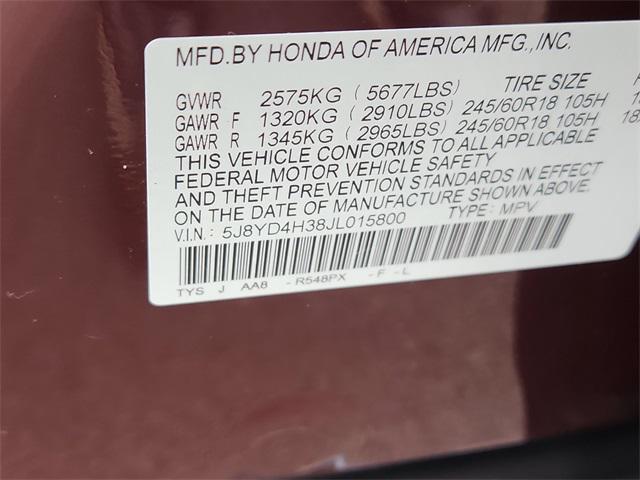 MFD.BY HONDA OF AMERICA MFG.,INC.
TIRE SIZE
GVWR 2575KG (5677LBS)
GAWR F 1320KG (2910LBS) 245/60R18 105H
GAWR R 1345KG (2965LBS) 245/60R18 105H
THIS VEHICLE CONFORMS TO ALL APPLICABLE
FEDERAL MOTOR VEHICLE SAFETY
AND THEFT PREVENTION STANDARDS IN EFFECT
ON THE DATE OF MANUFACTURE SHOWN ABOVE.
V.I.N.: 5J8YD4H38JL015800 TYPE: MPV
TYS J AA8 - R548PX - F - L